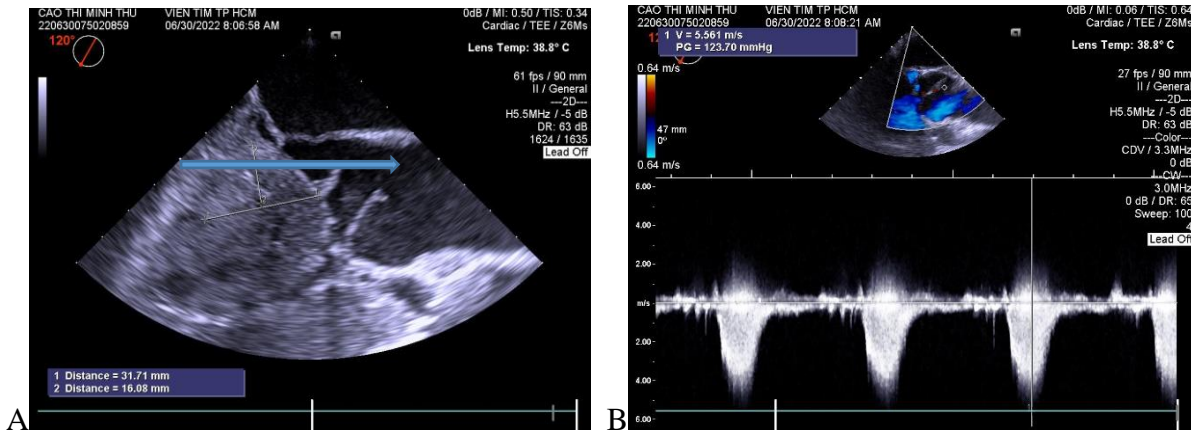 CAO THI MINH THU VIEN TIM TP HCM 0dB / MI: 0.50 / TIS: 0.34
220630075020859 06/30/2022 8:06:58 AM Cardiac / TEE / Z6Ms
120°
Lens Temp: 38.8° C
61 fps / 90 mm
II / General
---2D---
H5.5MHz / -5 dB
DR: 63 dB
1624 / 1635
Lead Off
1 Distance = 31.71 mm
2 Distance = 16.08 mm
A
CAO THI MINH THU VIEN TIM TP HCM MI: 0.06 / TIS: 0.64
220630075020859 06/30/2022 8:08:21 AM Cardiac / TEE / Z6Ms
1 V = 5.561 m/s
PG = 123.70 mmHg
Lens Temp: 38.8° C
0.64 m/s
47 mm
0°
0.64 m/s
27 fps / 90 mm
II / General
---2D---
H5.5MHz / -5 dB
DR: 63 dB
---Color---
CDV / 3.3MHz
0 dB
---CW---
3.0MHz
0 dB / DR: 65
Sweep: 100
4
Lead Off
6.00
4.00
2.00
m/s
2.00
4.00
6.00
B